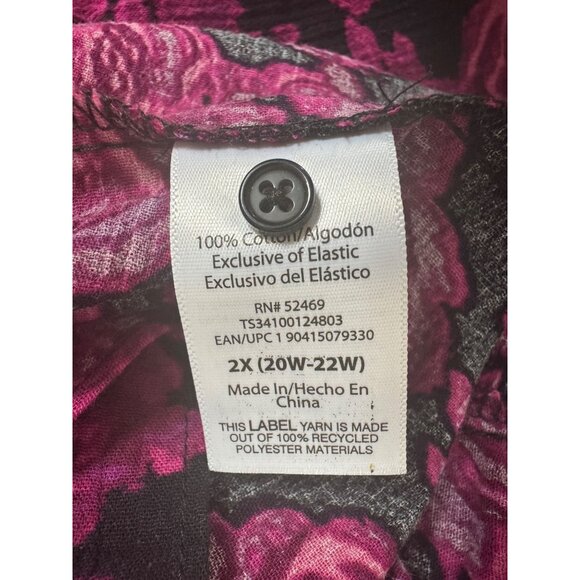 100% Cotton/Algodón
Exclusive of Elastic
Exclusivo del Elástico
RN# 52469
TS34100124803
EAN/UPC 1 90415079330
2X (20W-22W)
Made In/Hecho En
China
THIS LABEL YARN IS MADE
OUT OF 100% RECYCLED
POLYESTER MATERIALS